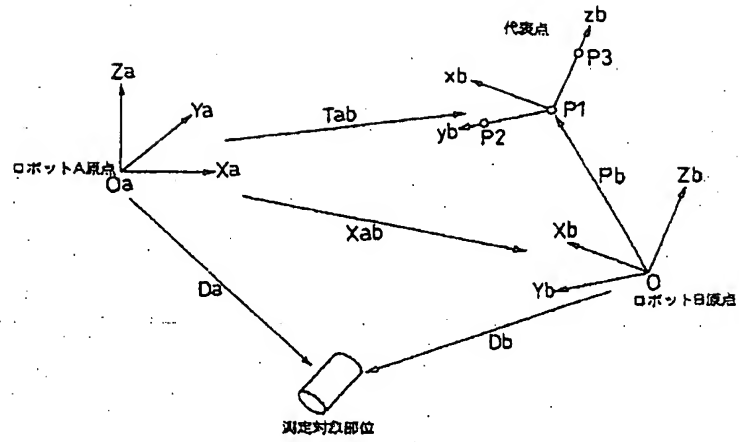 代表点
zb
P3
xb
P1
yb
P2
Za
Ya
Tab
ロボットA原点
Oa
Xa
Pb
Zb
Xab
Xb
Da
Yb
O
ロボットB原点
Db
測定対象部位